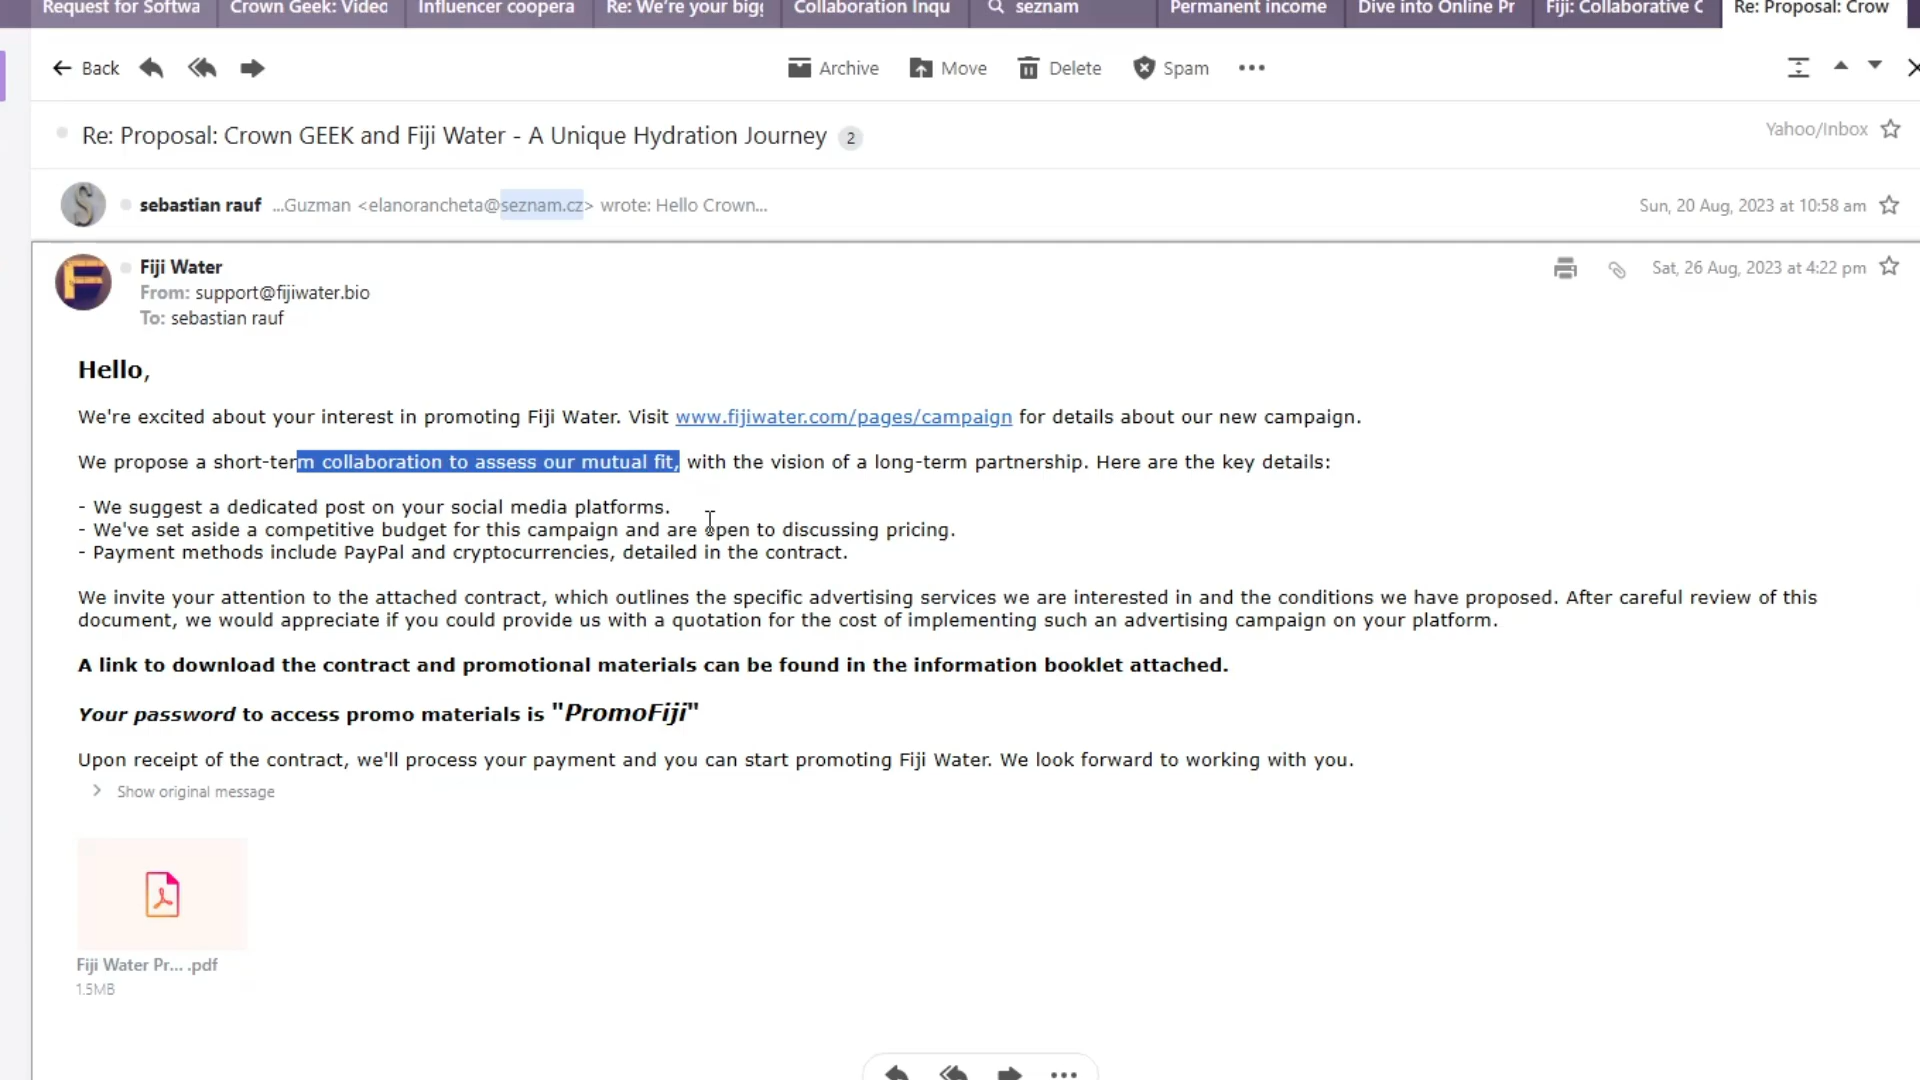 Request for Softwa
Crown Geek: Videc
Influencer coopera
Re: We're your big
Collaboration Inqu
seznam
Permanent income
Dive into Online Pr
Fiji: Collaborative C
Re: Proposal: Crow
Back
Archive
Move
Delete
Spam
Re: Proposal: Crown GEEK and Fiji Water - A Unique Hydration Journey 2
Yahoo/Inbox
sebastian rauf ...Guzman <elanorancheta@seznam.cz> wrote: Hello Crown...
Sun, 20 Aug, 2023 at 10:58 am
Fiji Water
Sat, 26 Aug, 2023 at 4:22 pm
From: support@fijiwater.bio
To: sebastian rauf
Hello,
We're excited about your interest in promoting Fiji Water. Visit www.fijiwater.com/pages/campaign for details about our new campaign.
We propose a short-term collaboration to assess our mutual fit, with the vision of a long-term partnership. Here are the key details:
- We suggest a dedicated post on your social media platforms.
- We've set aside a competitive budget for this campaign and are open to discussing pricing.
- Payment methods include PayPal and cryptocurrencies, detailed in the contract.
We invite your attention to the attached contract, which outlines the specific advertising services we are interested in and the conditions we have proposed. After careful review of this
document, we would appreciate if you could provide us with a quotation for the cost of implementing such an advertising campaign on your platform.
A link to download the contract and promotional materials can be found in the information booklet attached.
Your password to access promo materials is "PromoFiji"
Upon receipt of the contract, we'll process your payment and you can start promoting Fiji Water. We look forward to working with you.
Show original message
Fiji Water Pr... .pdf
1.5MB